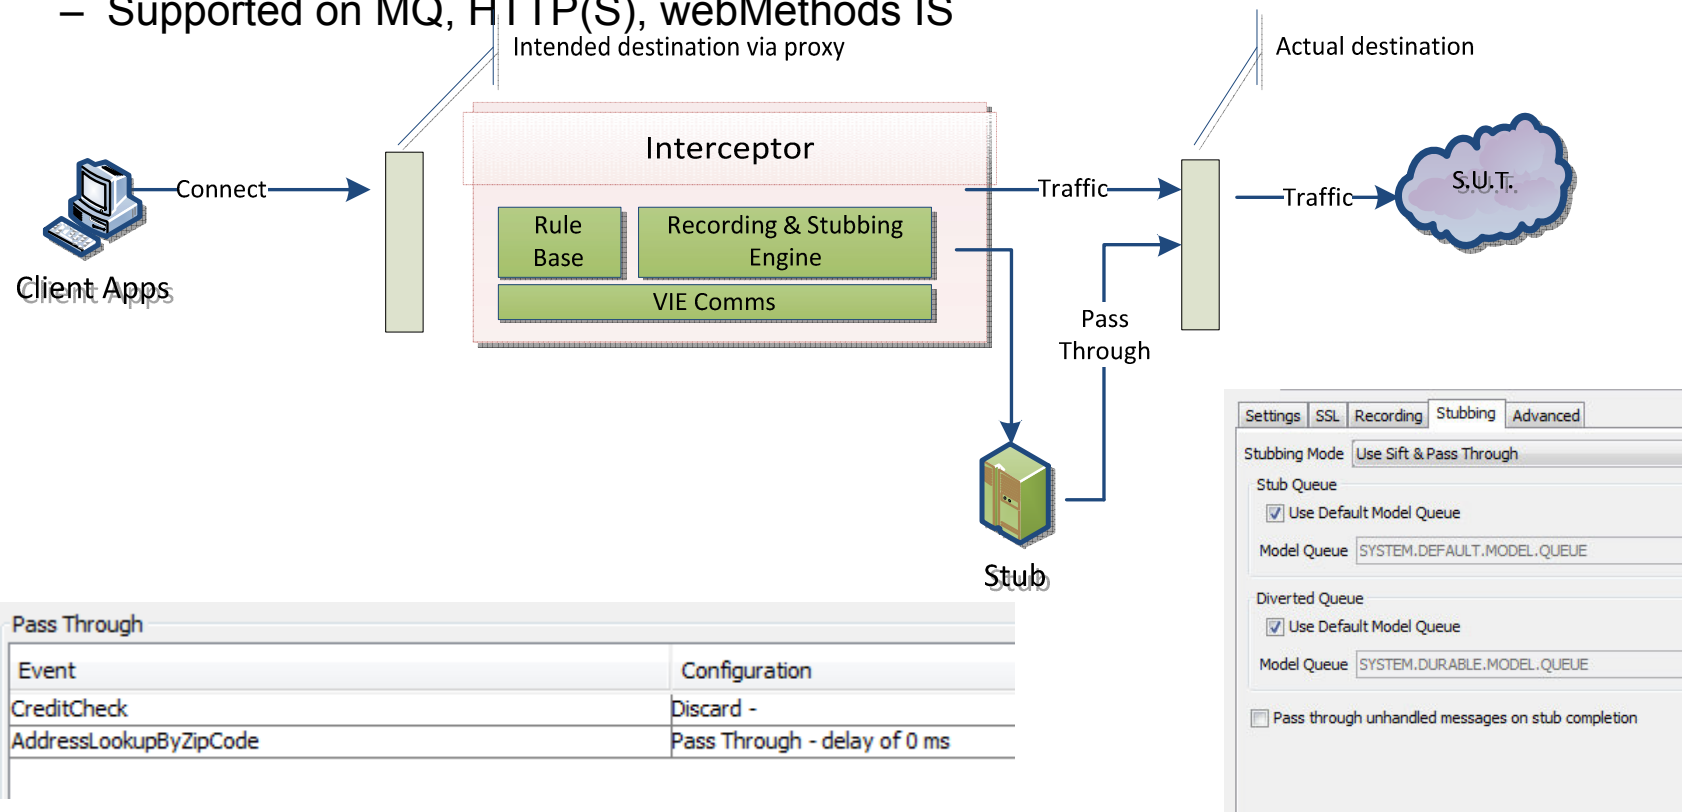 – Supported on MQ, HTTP(S), webMethods IS
Intended destination via proxy
Actual destination
Interceptor
Connect
Traffic
Traffic
S.U.T.
Rule
Base
Recording & Stubbing
Engine
VIE Comms
Client Apps
Pass
Through
Stub
Settings SSL Recording Stubbing Advanced
Stubbing Mode Use Sift & Pass Through
Stub Queue
Use Default Model Queue
Model Queue SYSTEM.DEFAULT.MODEL.QUEUE
Diverted Queue
Use Default Model Queue
Model Queue SYSTEM.DURABLE.MODEL.QUEUE
Pass through unhandled messages on stub completion
Pass Through
Event Configuration
CreditCheck Discard -
AddressLookupByZipCode Pass Through - delay of 0 ms